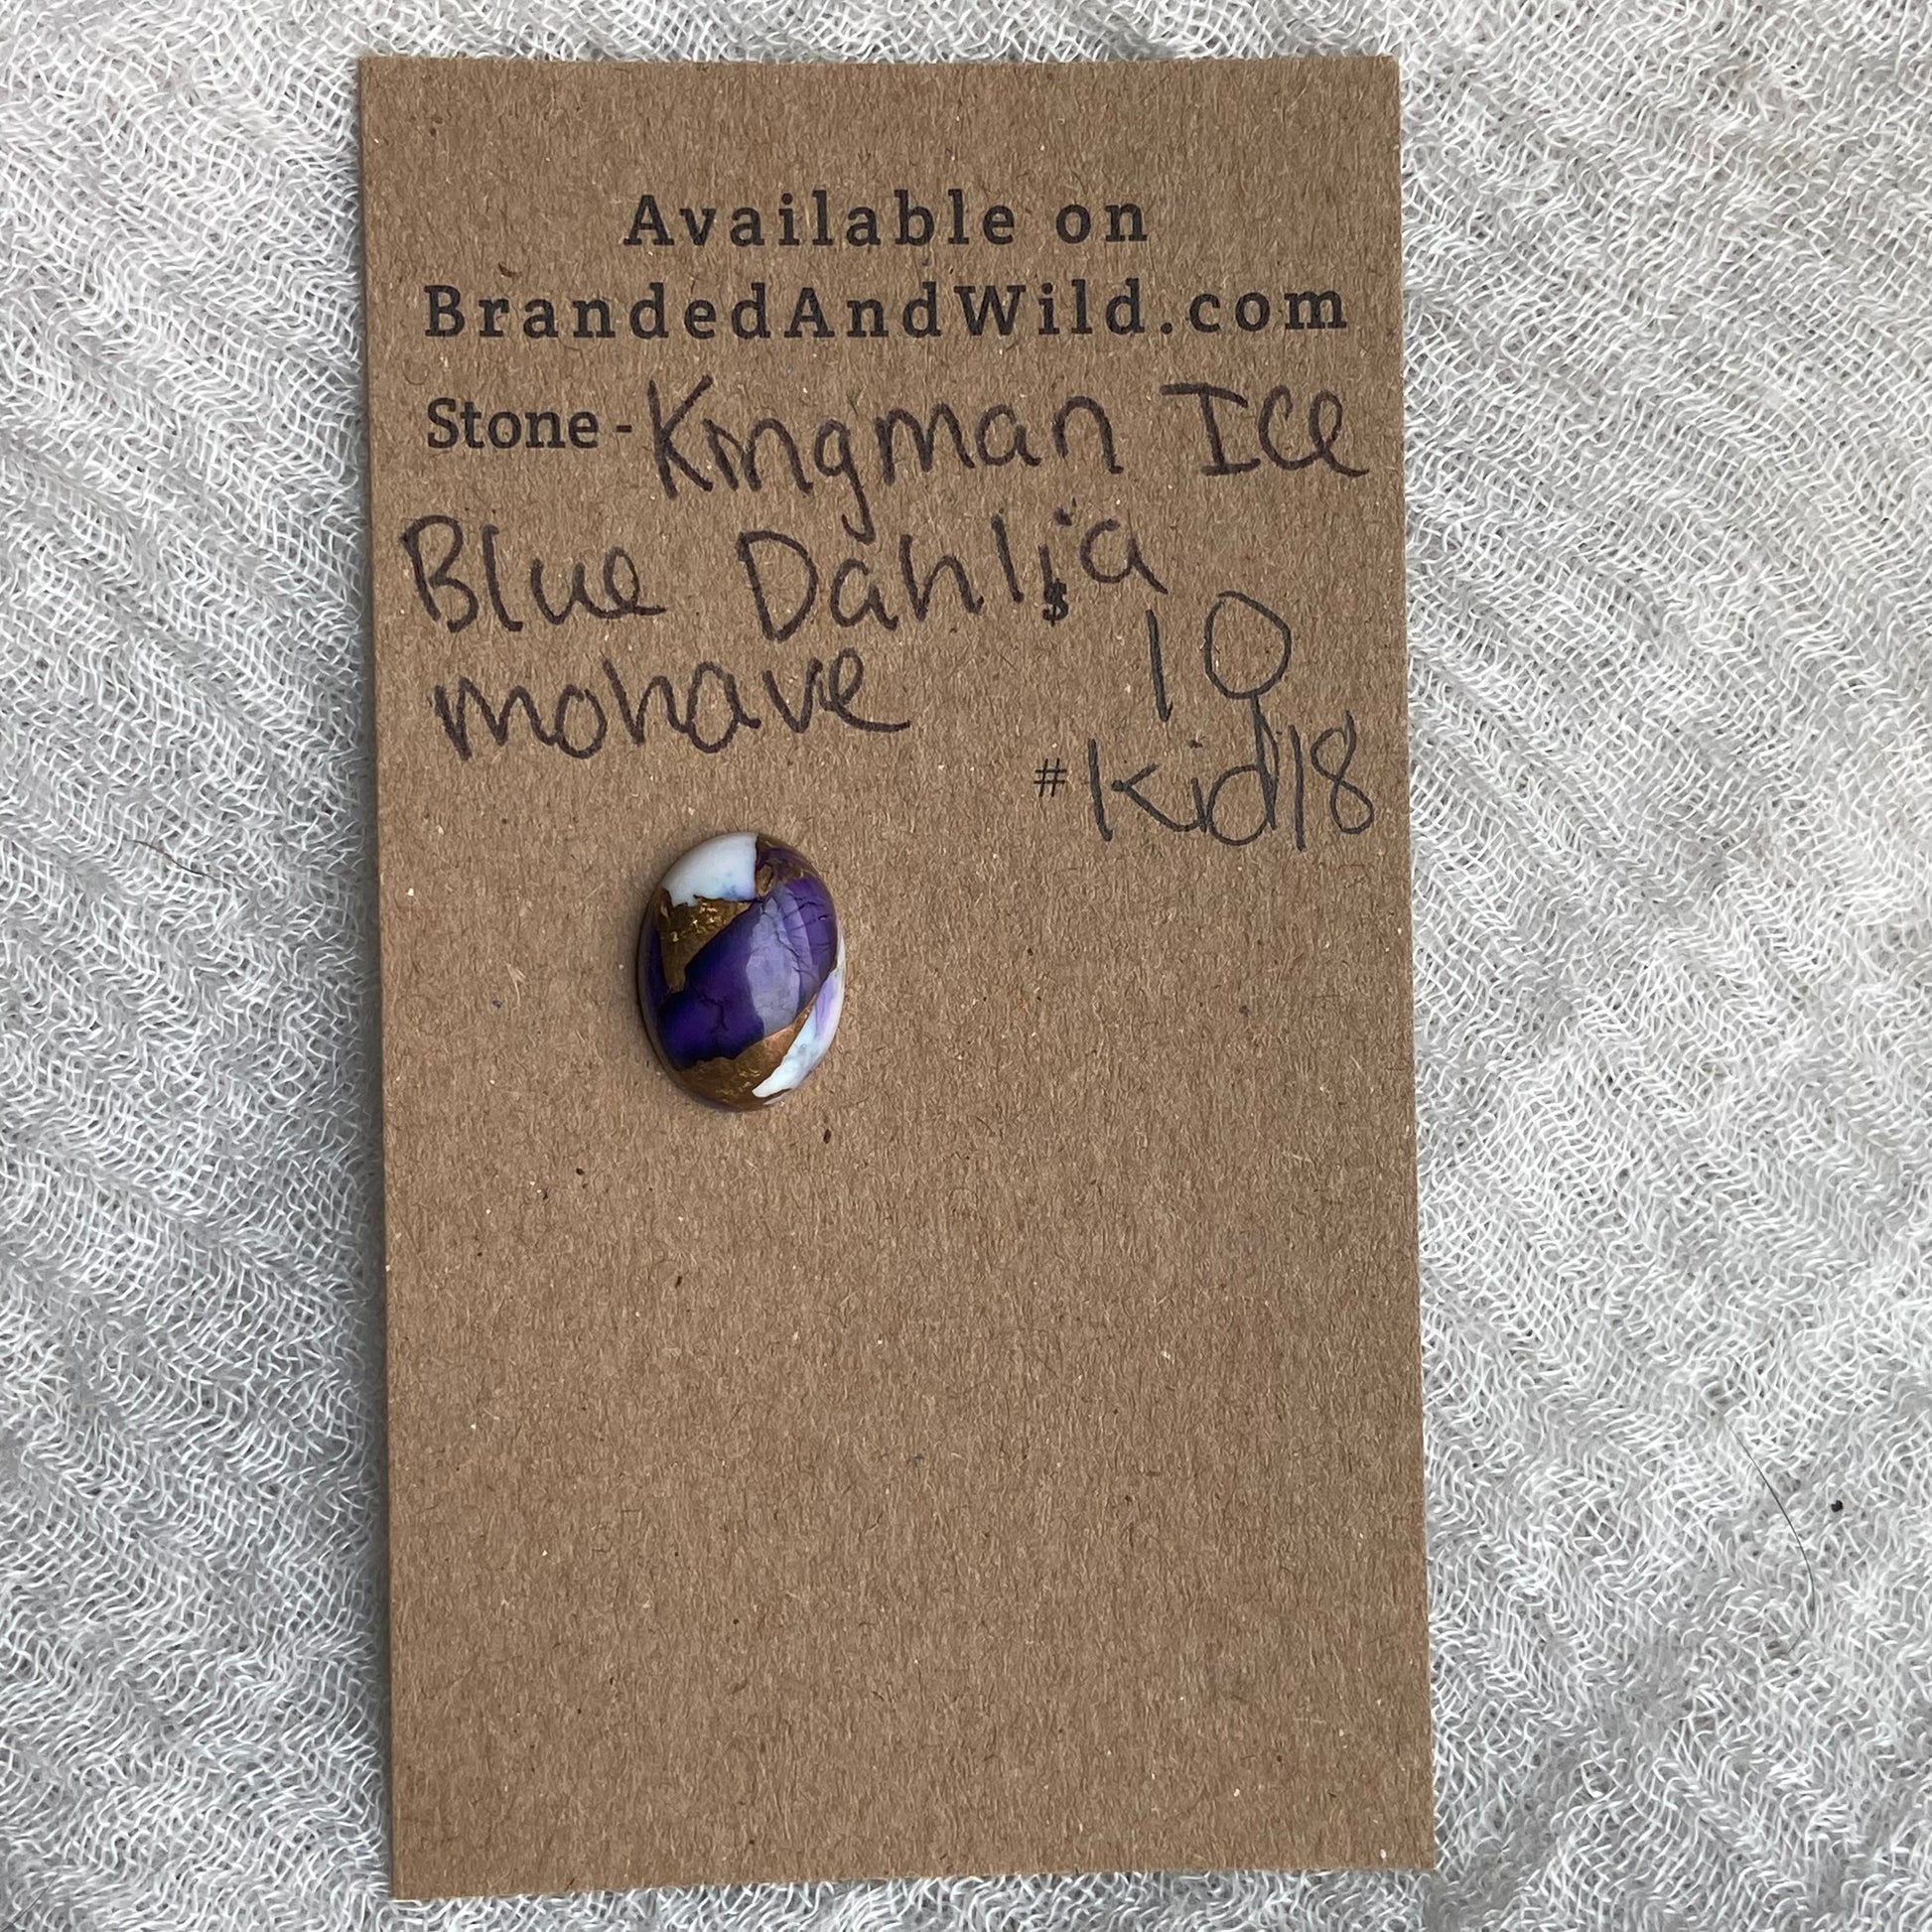 Available on
BrandedAndWild.com
Stone - Kingman Ice
Blue Dahlia
mohave $ 10
# Kid18